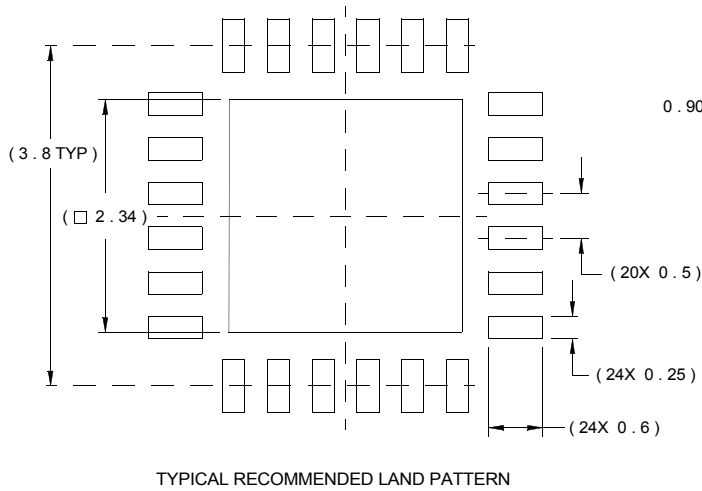 0.90
( 3 . 8 TYP )
( □ 2 . 34 )
( 20X 0 . 5 )
( 24X 0 . 25 )
( 24X 0 . 6 )
TYPICAL RECOMMENDED LAND PATTERN